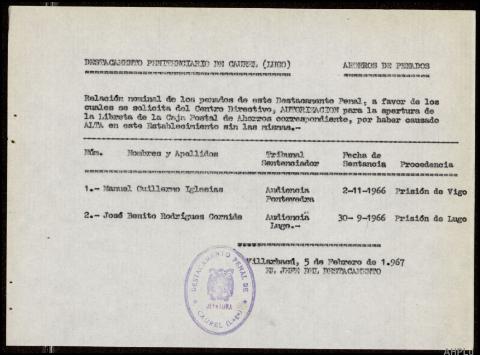 DESTACAMENTO PENITENCIARIO DE CAUREL (LUGO) AHORROS DE PENADOS
Relación nominal de los penados de este Destacamento Penal, a favor de los
cuales se solicita del Centro Directivo, AUTORIZACION para la apertura de
la Libreta de la Caja Postal de Ahorros correspondiente, por haber causado
ALTA en este Establecimiento sin las mismas.-
Núm. Nombres y Apellidos Tribunal Sentenciador Fecha de Sentencia Procedencia
1.- Manuel Guillermo Iglesias Audiencia Pontevedra 2-11-1966 Prisión de Vigo
2.- José Benito Rodríguez Cornide Audiencia Lugo.- 30- 9-1966 Prisión de Lugo
Villarbacú, 5 de Febrero de 1.967
EL JEFE DEL DESTACAMENTO
DESTACAMENTO PENAL DE
JEFATURA
CAUREL (Lugo)
AHPLU